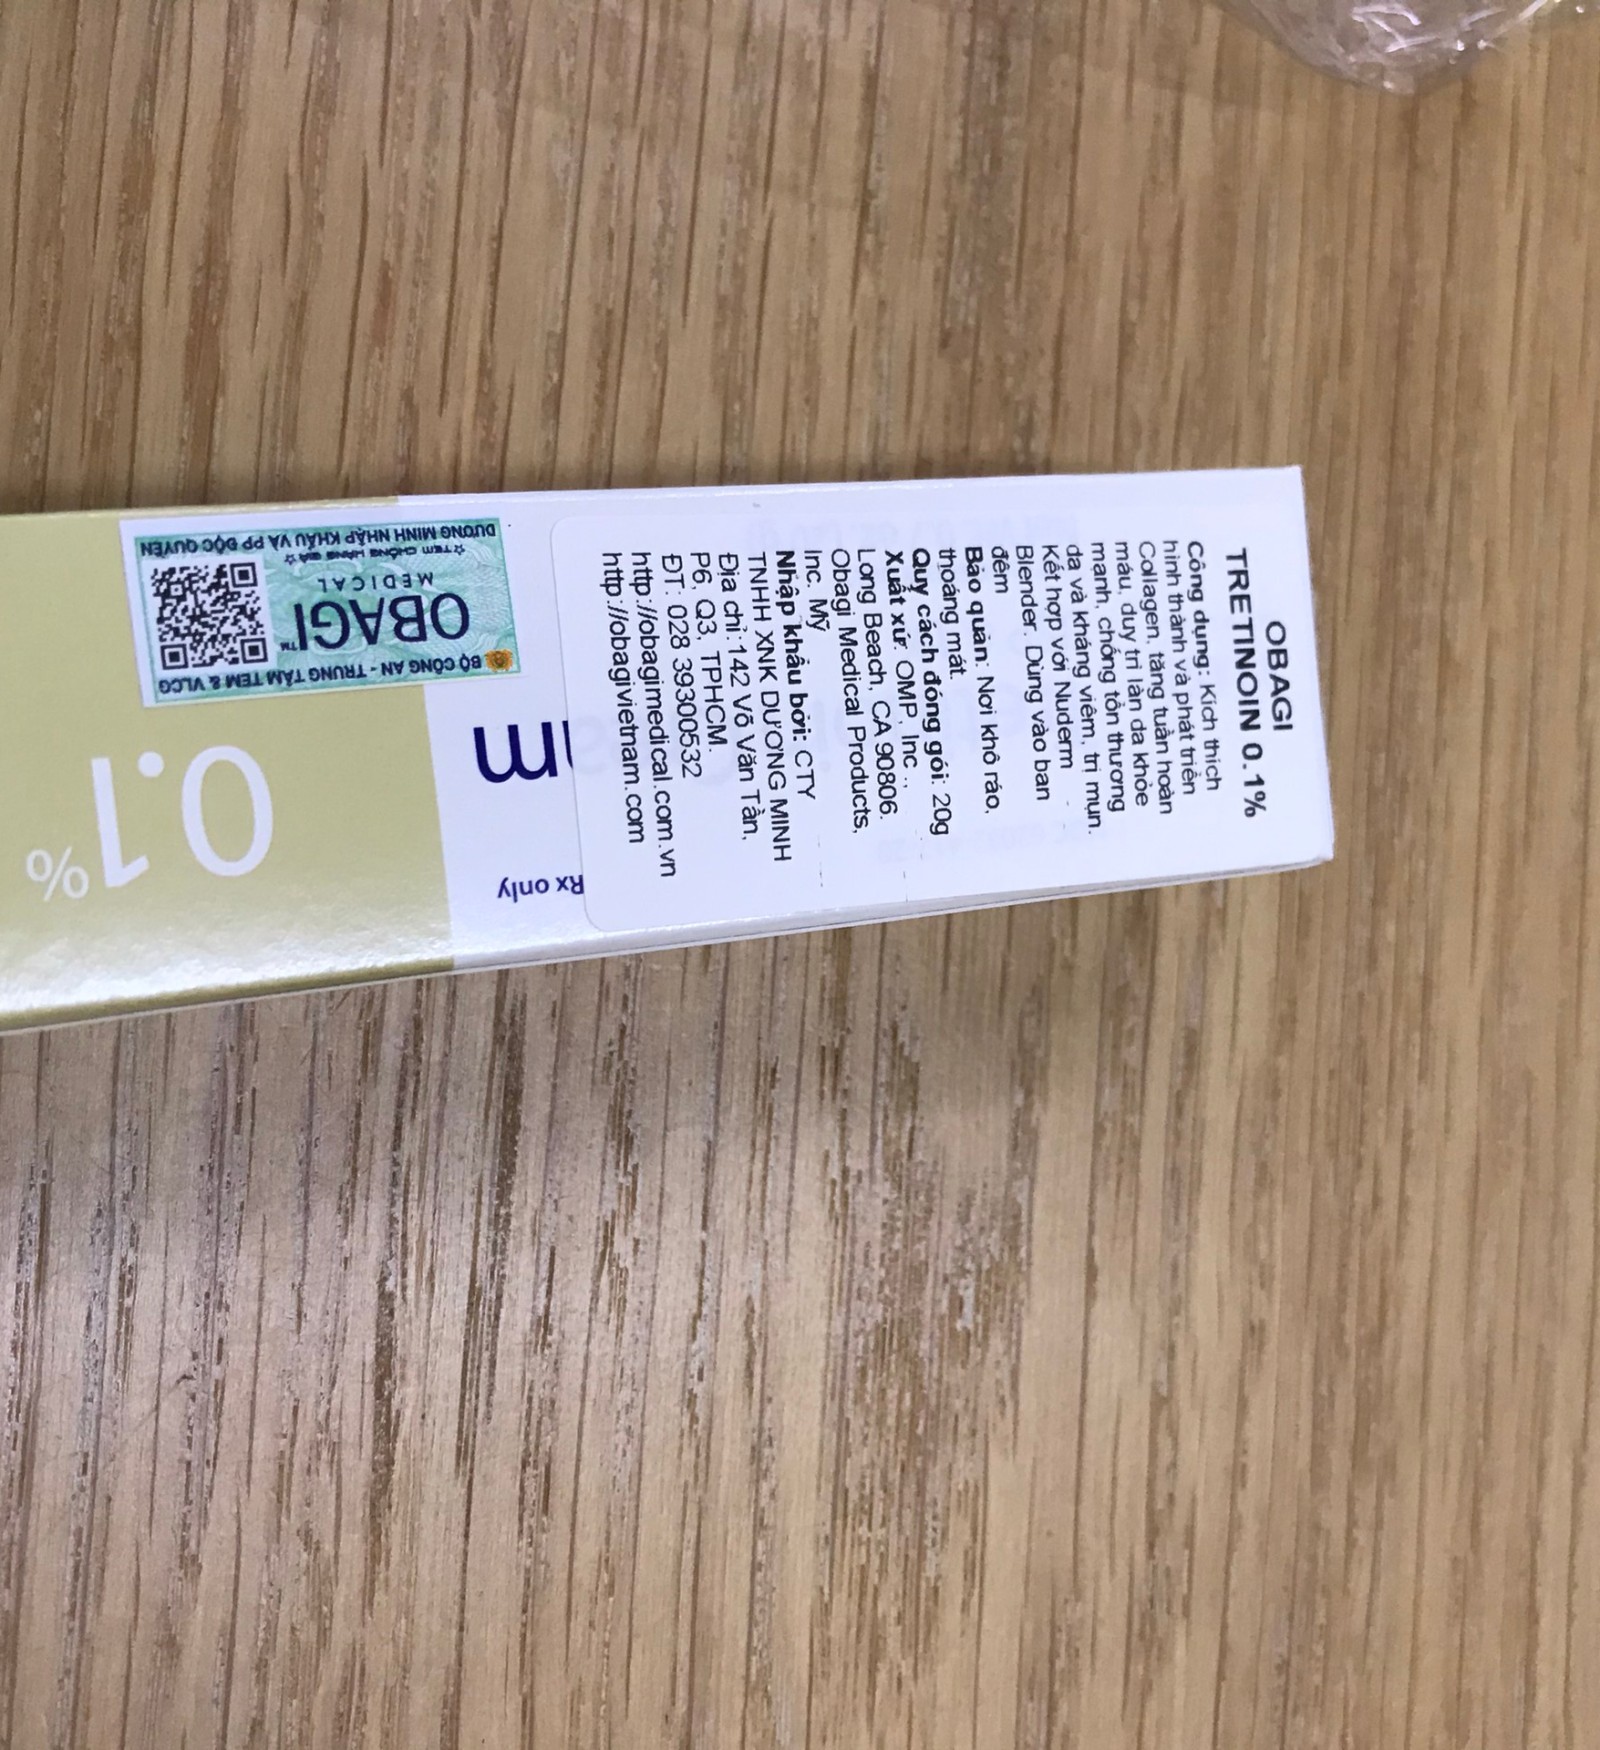 OBAGI
TRETINOIN 0.1%
Công dụng: Kích thích
hình thành và phát triển
Collagen, tăng tuần hoàn
máu, duy trì làn da khỏe
mạnh, chống tổn thương
da và kháng viêm, trị mụn.
Kết hợp với Nuderm
Blender. Dùng vào ban
đêm
Bảo quản: Nơi khô ráo,
thoáng mát.
Quy cách đóng gói: 20g
Xuất xứ: OMP, Inc.,
Long Beach, CA 90806.
Obagi Medical Products,
Inc, Mỹ
Nhập khẩu bởi: CTY
TNHH XNK DƯƠNG MINH
Địa chỉ:142 Võ Văn Tần,
P6, Q3, TPHCM.
ĐT: 028 39300532
http://obagimedical.com.vn
http://obagivietnam.com
Rx only
m
0.1%
BỘ CÔNG AN - TRUNG TÂM TEM & VLCG
OBAGI™
MEDICAL
☆TEM CHỐNG HÀNG GIẢ☆
DƯƠNG MINH NHẬP KHẨU VÀ PP ĐỘC QUYỀN